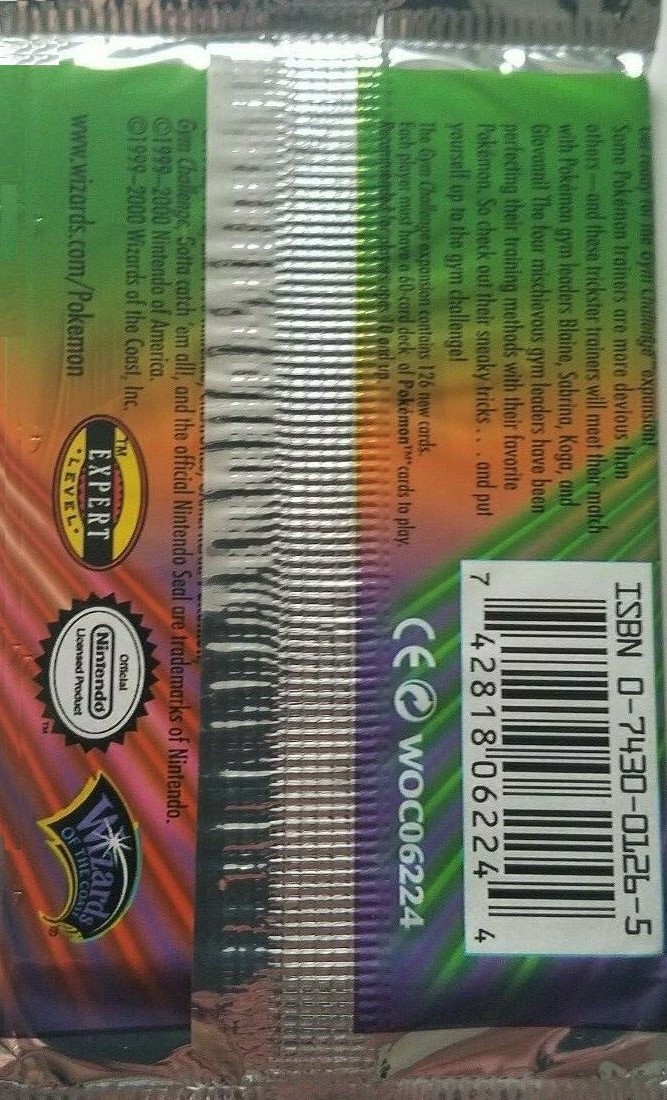 Some Pokémon trainers are more devious than
others—and these trickster trainers will meet their match
with Pokémon gym leaders Blaine, Sabrina, Koga, and
Giovanni! The four mischievous gym leaders have been
perfecting their training methods with their favorite
Pokémon. So check out their sneaky tricks . . . and put
yourself up to the gym challenge!
The Gym Challenge expansion contains 126 new cards.
Each player must have a 60-card deck of Pokémon™ cards to play.
ISBN 0-7430-0126-5
7 42818 06224 4
CE WOC06224
Gym Challenge, Gotta catch 'em all!, and the official Nintendo Seal are trademarks of Nintendo.
©1999–2000 Nintendo of America.
©1999–2000 Wizards of the Coast, Inc.
www.wizards.com/Pokemon
EXPERT™
LEVEL
Official
Nintendo
Licensed Product
™
Wizards
OF THE COAST
®